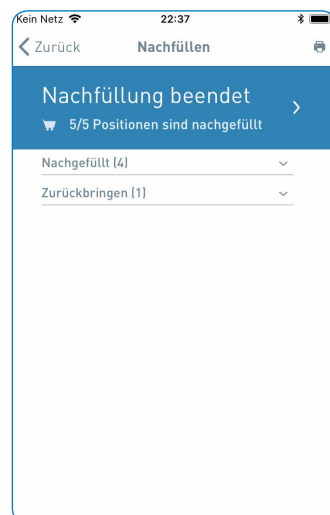 Kein Netz 22:37
Zurück Nachfüllen
Nachfüllung beendet
5/5 Positionen sind nachgefüllt
Nachgefüllt (4)
Zurückbringen (1)